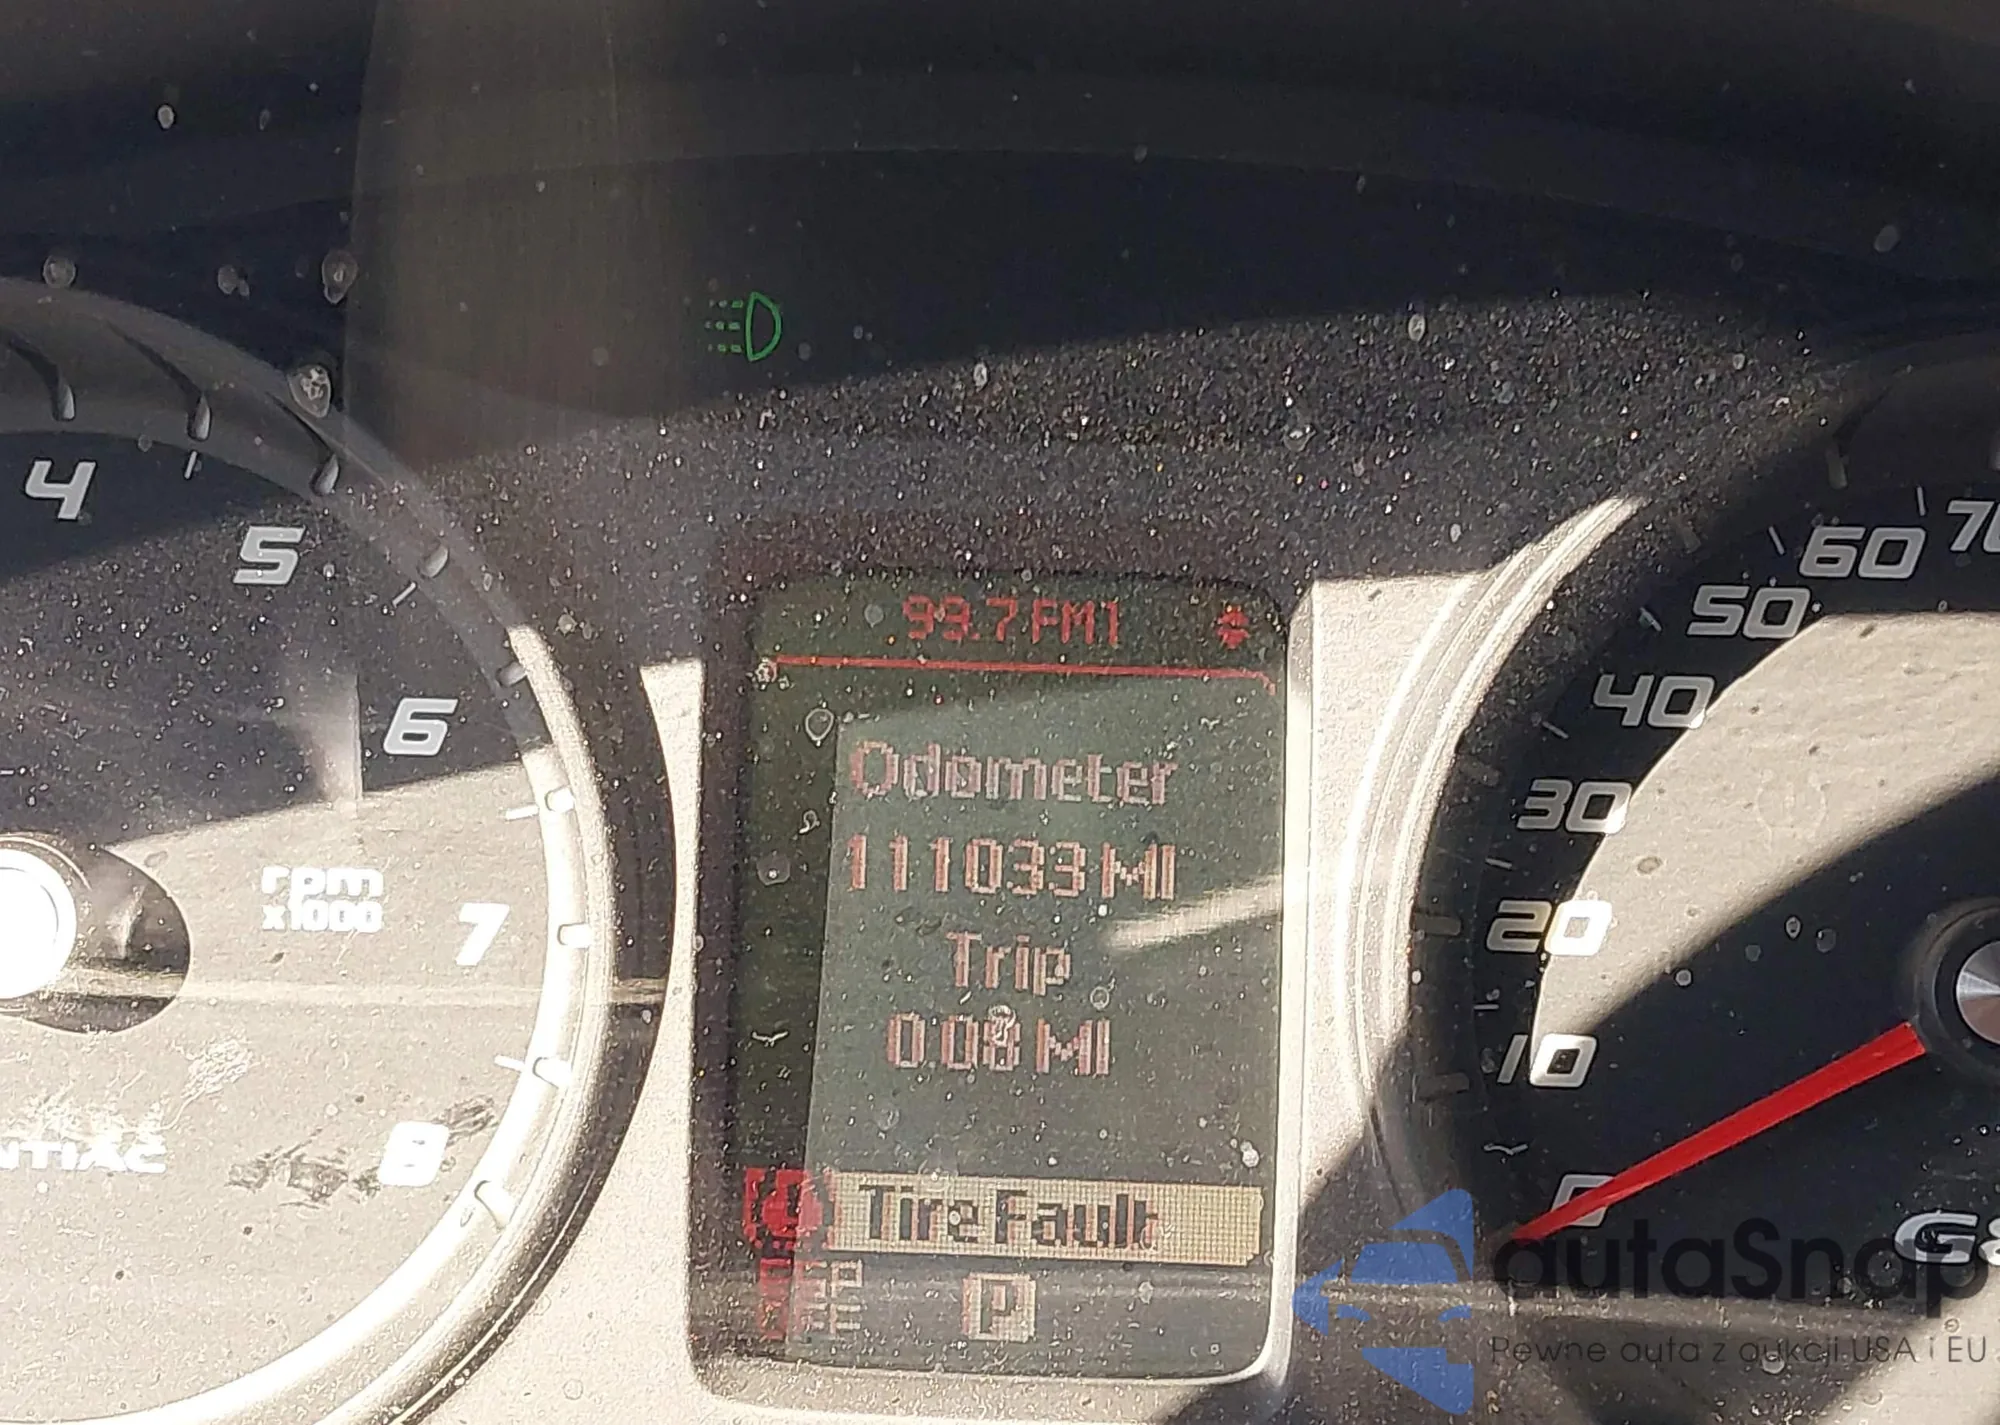 4
5
6
rpm
x1000
7
8
99.7 FM1
Odometer
111033 MI
Trip
0.08 MI
Tire Fault
P
60
50
40
30
20
10
0
autaSnap
Pewne auta z aukcji USA i EU